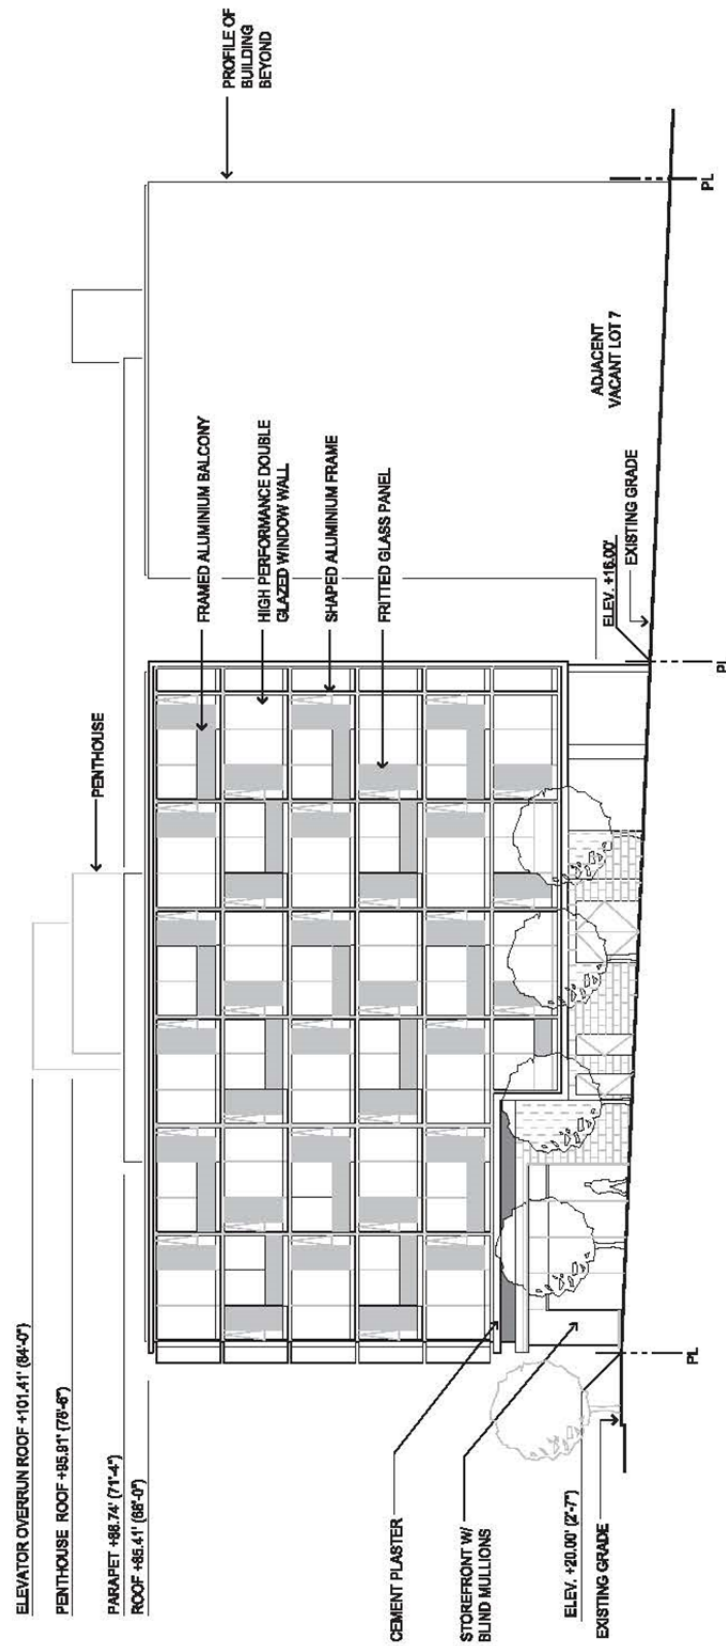 ELEVATOR OVERRUN ROOF +101.41' (84'-0")
PENTHOUSE ROOF +95.91' (78'-6")
PARAPET +88.74' (71'-4")
ROOF +85.41' (68'-0")
CEMENT PLASTER
STOREFRONT W/
BLIND MULLIONS
ELEV. +20.00' (2'-7")
EXISTING GRADE
PL
PENTHOUSE
FRAMED ALUMINIUM BALCONY
HIGH PERFORMANCE DOUBLE
GLAZED WINDOW WALL
SHAPED ALUMINIUM FRAME
FRITTED GLASS PANEL
ELEV. +16.00'
EXISTING GRADE
PL
ADJACENT
VACANT LOT 7
PROFILE OF
BUILDING
BEYOND
PL